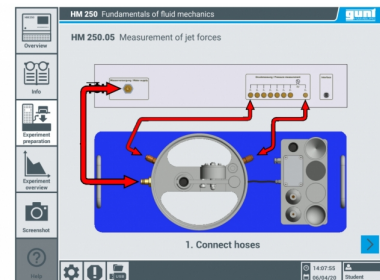 HM 250 Fundamentals of fluid mechanics
gunt
HM 250.05 Measurement of jet forces
Overview
Info
Experiment preparation
Experiment overview
Screenshot
Help
1. Connect hoses
14:07:55
06/04/20
Student